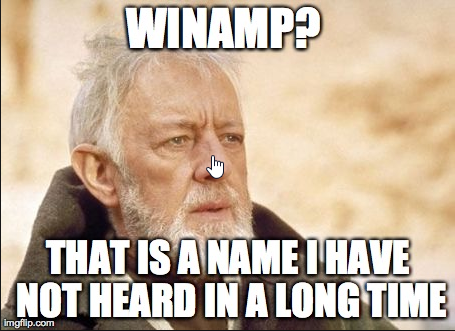 WINAMP?
THAT IS A NAME I HAVE
NOT HEARD IN A LONG TIME
imgflip.com